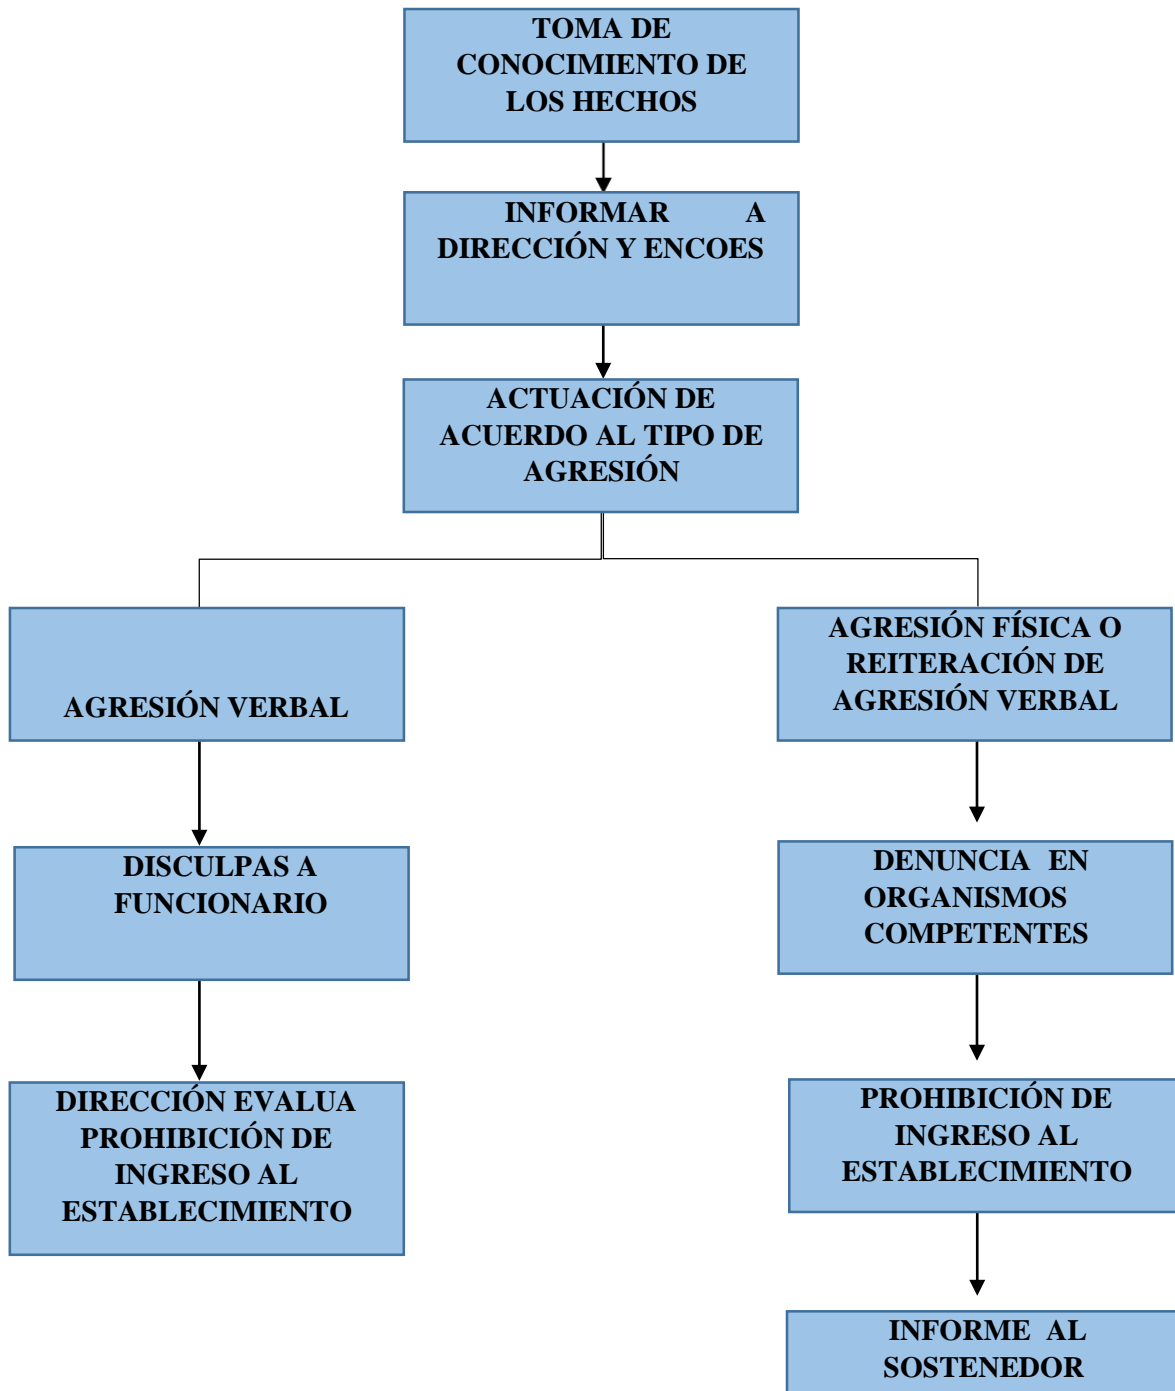 TOMA DE
CONOCIMIENTO DE
LOS HECHOS
INFORMAR A
DIRECCIÓN Y ENCOES
ACTUACIÓN DE
ACUERDO AL TIPO DE
AGRESIÓN
AGRESIÓN VERBAL
DISCULPAS A
FUNCIONARIO
DIRECCIÓN EVALUA
PROHIBICIÓN DE
INGRESO AL
ESTABLECIMIENTO
AGRESIÓN FÍSICA O
REITERACIÓN DE
AGRESIÓN VERBAL
DENUNCIA EN
ORGANISMOS
COMPETENTES
PROHIBICIÓN DE
INGRESO AL
ESTABLECIMIENTO
INFORME AL
SOSTENEDOR